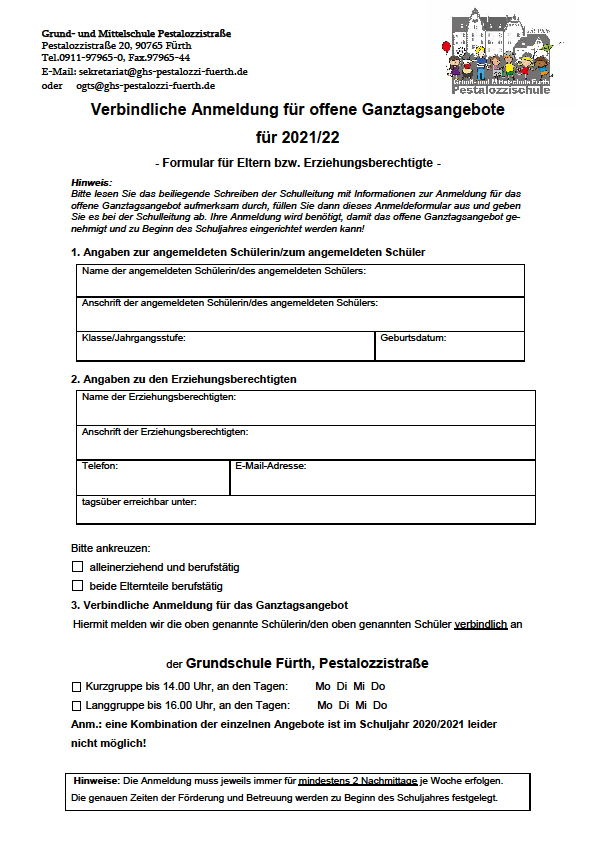 Grund- und Mittelschule Pestalozzistraße
Pestalozzistraße 20, 90765 Fürth
Tel.0911-97965-0, Fax.97965-44
E-Mail: sekretariat@ghs-pestalozzi-fuerth.de
oder ogts@ghs-pestalozzi-fuerth.de
Grund- und Mittelschule Fürth
Pestalozzischule
Verbindliche Anmeldung für offene Ganztagsangebote
für 2021/22
- Formular für Eltern bzw. Erziehungsberechtigte -
Hinweis:
Bitte lesen Sie das beiliegende Schreiben der Schulleitung mit Informationen zur Anmeldung für das
offene Ganztagsangebot aufmerksam durch, füllen Sie dann dieses Anmeldeformular aus und geben
Sie es bei der Schulleitung ab. Ihre Anmeldung wird benötigt, damit das offene Ganztagsangebot ge-
nehmigt und zu Beginn des Schuljahres eingerichtet werden kann!
1. Angaben zur angemeldeten Schülerin/zum angemeldeten Schüler
Name der angemeldeten Schülerin/des angemeldeten Schülers:
Anschrift der angemeldeten Schülerin/des angemeldeten Schülers:
Klasse/Jahrgangsstufe: Geburtsdatum:
2. Angaben zu den Erziehungsberechtigten
Name der Erziehungsberechtigten:
Anschrift der Erziehungsberechtigten:
Telefon: E-Mail-Adresse:
tagsüber erreichbar unter:
Bitte ankreuzen:
alleinerziehend und berufstätig
beide Elternteile berufstätig
3. Verbindliche Anmeldung für das Ganztagsangebot
Hiermit melden wir die oben genannte Schülerin/den oben genannten Schüler verbindlich an
der Grundschule Fürth, Pestalozzistraße
Kurzgruppe bis 14.00 Uhr, an den Tagen: Mo Di Mi Do
Langgruppe bis 16.00 Uhr, an den Tagen: Mo Di Mi Do
Anm.: eine Kombination der einzelnen Angebote ist im Schuljahr 2020/2021 leider
nicht möglich!
Hinweise: Die Anmeldung muss jeweils immer für mindestens 2 Nachmittage je Woche erfolgen.
Die genauen Zeiten der Förderung und Betreuung werden zu Beginn des Schuljahres festgelegt.